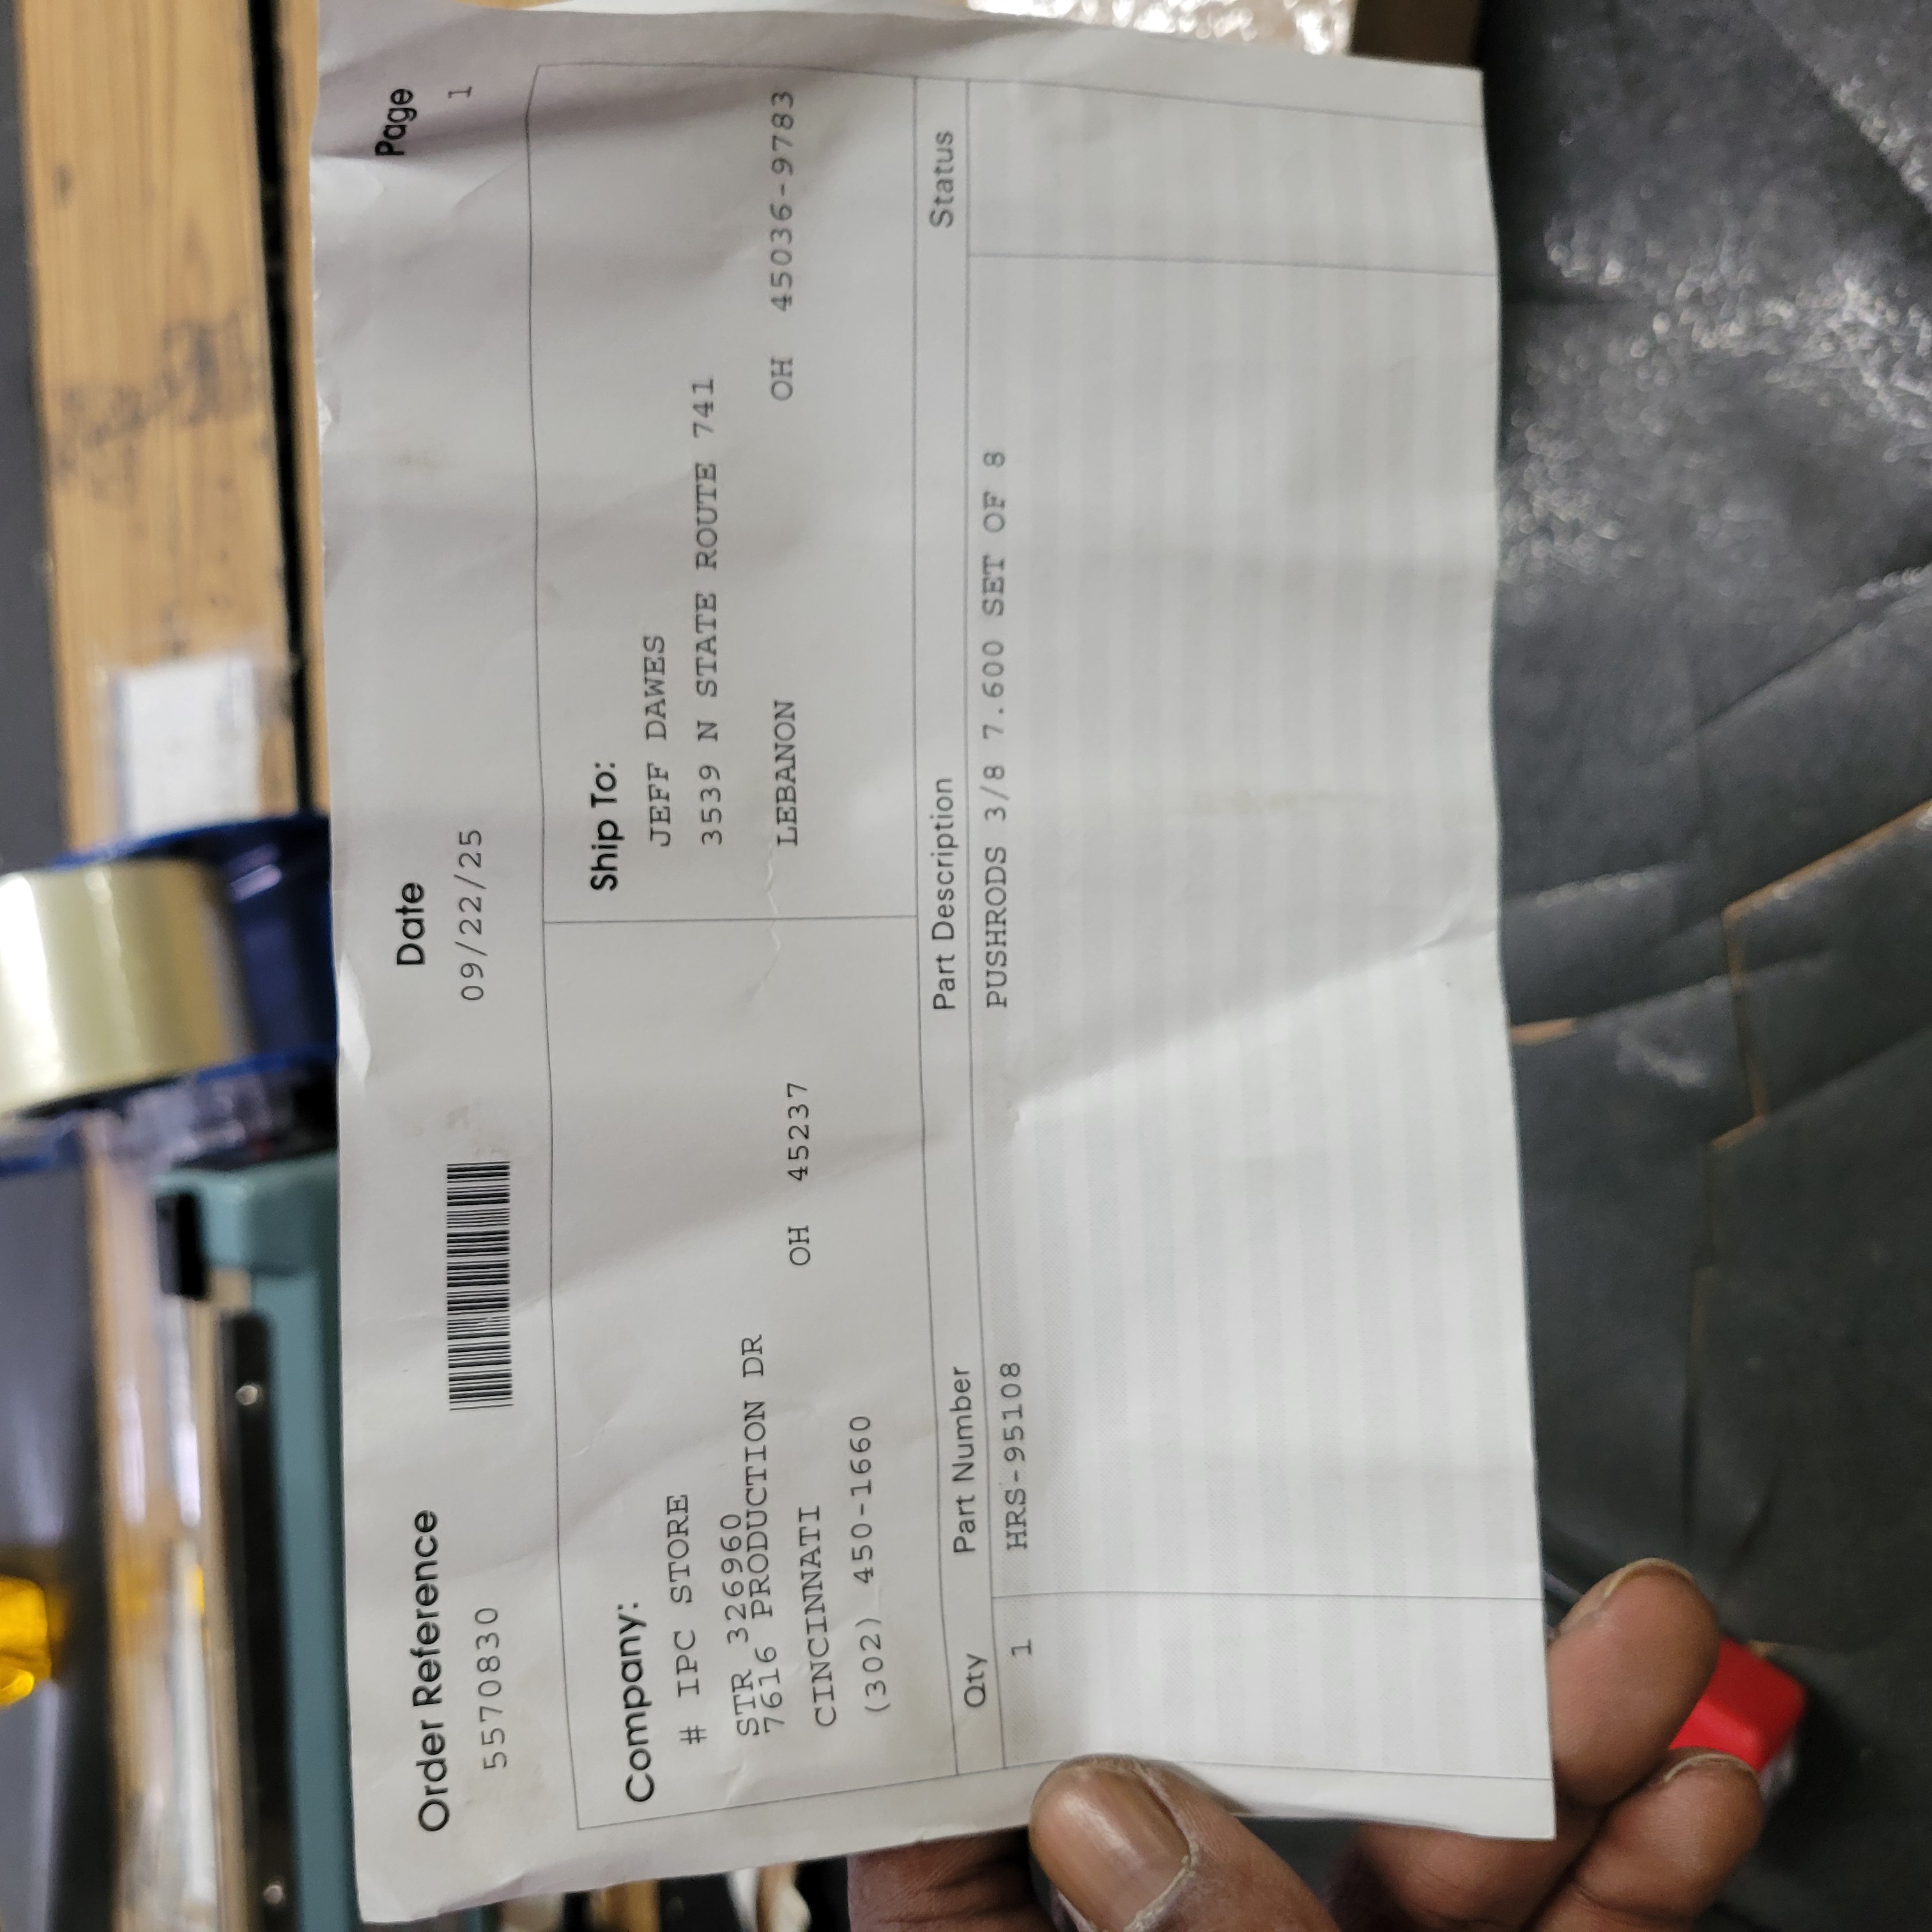 Order Reference Date Page
5570830 09/22/25 1
Company:
# IPC STORE
STR 326960
7616 PRODUCTION DR
CINCINNATI OH 45237
(302) 450-1660
Ship To:
JEFF DAWES
3539 N STATE ROUTE 741
LEBANON OH 45036-9783
Qty Part Number Part Description Status
1 HRS-95108 PUSHRODS 3/8 7.600 SET OF 8